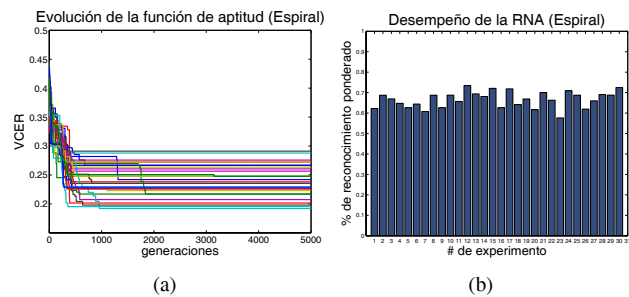 Evolución de la función de aptitud (Espiral)
0.5
0.45
0.4
0.35
0.3
0.25
0.2
VCER
0 1000 2000 3000 4000 5000
generaciones
(a)
Desempeño de la RNA (Espiral)
1
0.9
0.8
0.7
0.6
0.5
0.4
0.3
0.2
0.1
0
% de reconocimiento ponderado
1 2 3 4 5 6 7 8 9 10 11 12 13 14 15 16 17 18 19 20 21 22 23 24 25 26 27 28 29 30 31
# de experimento
(b)